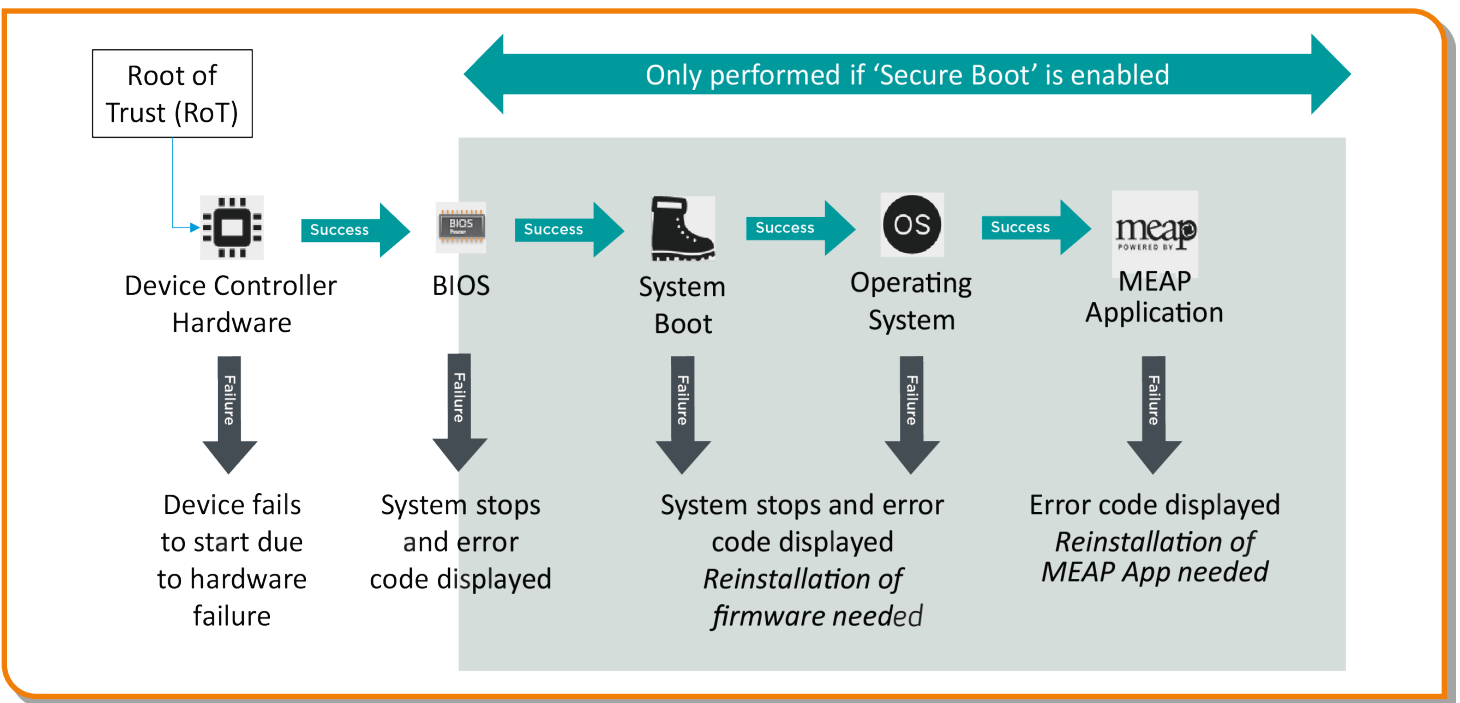 Only performed if ‘Secure Boot’ is enabled
Root of
Trust (RoT)
Success
Success
Success
Success
BIOS
Power
OS
meap
POWERED BY
Device Controller
Hardware
BIOS
System
Boot
Operating
System
MEAP
Application
Failure
Failure
Failure
Failure
Failure
Device fails
to start due
to hardware
failure
System stops
and error
code displayed
System stops and error
code displayed
Reinstallation of
firmware needed
Error code displayed
Reinstallation of
MEAP App needed